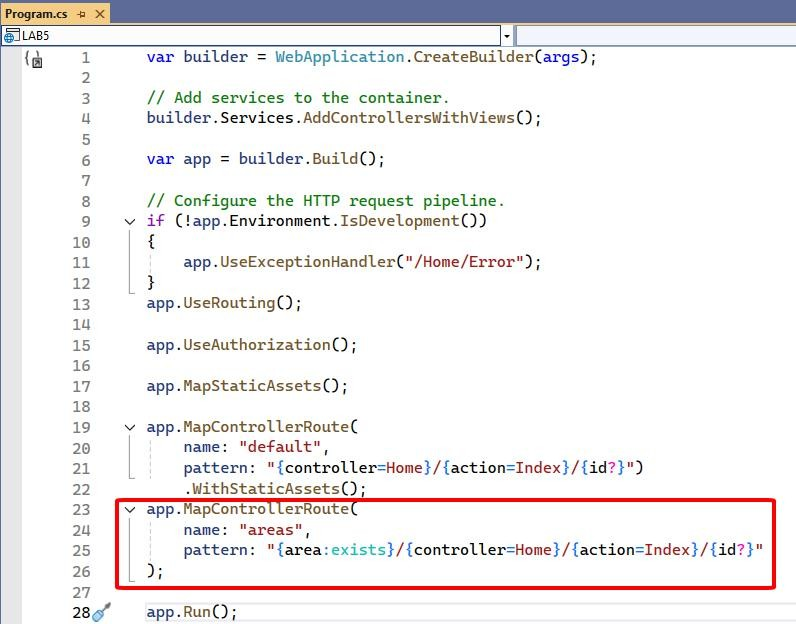 Program.cs
LAB5
1 var builder = WebApplication.CreateBuilder(args);
2
3 // Add services to the container.
4 builder.Services.AddControllersWithViews();
5
6 var app = builder.Build();
7
8 // Configure the HTTP request pipeline.
9 if (!app.Environment.IsDevelopment())
10 {
11     app.UseExceptionHandler("/Home/Error");
12 }
13 app.UseRouting();
14
15 app.UseAuthorization();
16
17 app.MapStaticAssets();
18
19 app.MapControllerRoute(
20     name: "default",
21     pattern: "{controller=Home}/{action=Index}/{id?}")
22     .WithStaticAssets();
23 app.MapControllerRoute(
24     name: "areas",
25     pattern: "{area:exists}/{controller=Home}/{action=Index}/{id?}"
26 );
27
28 app.Run();